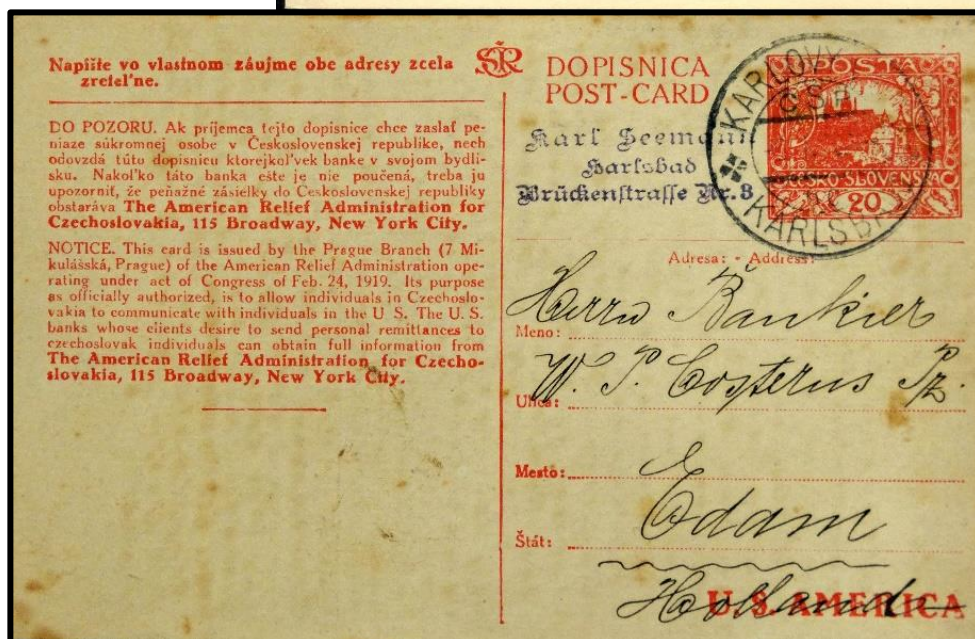 Napíšte vo vlastnom záujme obe adresy zcela
zreteľne.
DO POZORU. Ak príjemca tejto dopisnice chce zaslať pe-
niaze súkromnej osobe v Československej republike, nech
odovzdá túto dopisnicu ktorejkoľvek banke v svojom bydli-
sku. Nakoľko táto banka ešte je nie poučená, treba ju
upozorniť, že peňažné zásielky do Československej republiky
obstaráva The American Relief Administration for
Czechoslovakia, 115 Broadway, New York City.
NOTICE. This card is issued by the Prague Branch (7 Mi-
kulášská, Prague) of the American Relief Administration ope-
rating under act of Congress of Feb. 24, 1919. Its purpose
as officially authorized, is to allow individuals in Czechoslo-
vakia to communicate with individuals in the U S. The U. S.
banks whose clients desire to send personal remittances to
czechoslovak individuals can obtain full information from
The American Relief Administration for Czecho-
slovakia, 115 Broadway, New York City.
ČSR
DOPISNICA
POST-CARD
Karl Seemann
Karlsbad
Brückenstrasse Nr. 3
POŠTA
ČESKO-SLOVENSKÁ
20
KARLOVY
Č.S.P.
KARLSBAD
Adresa: - Address:
Herrn Bankier
Meno:
W. P. Costerus Pz.
Ulica:
Mesto:
Edam
Štát:
Holland
U. S. AMERICA